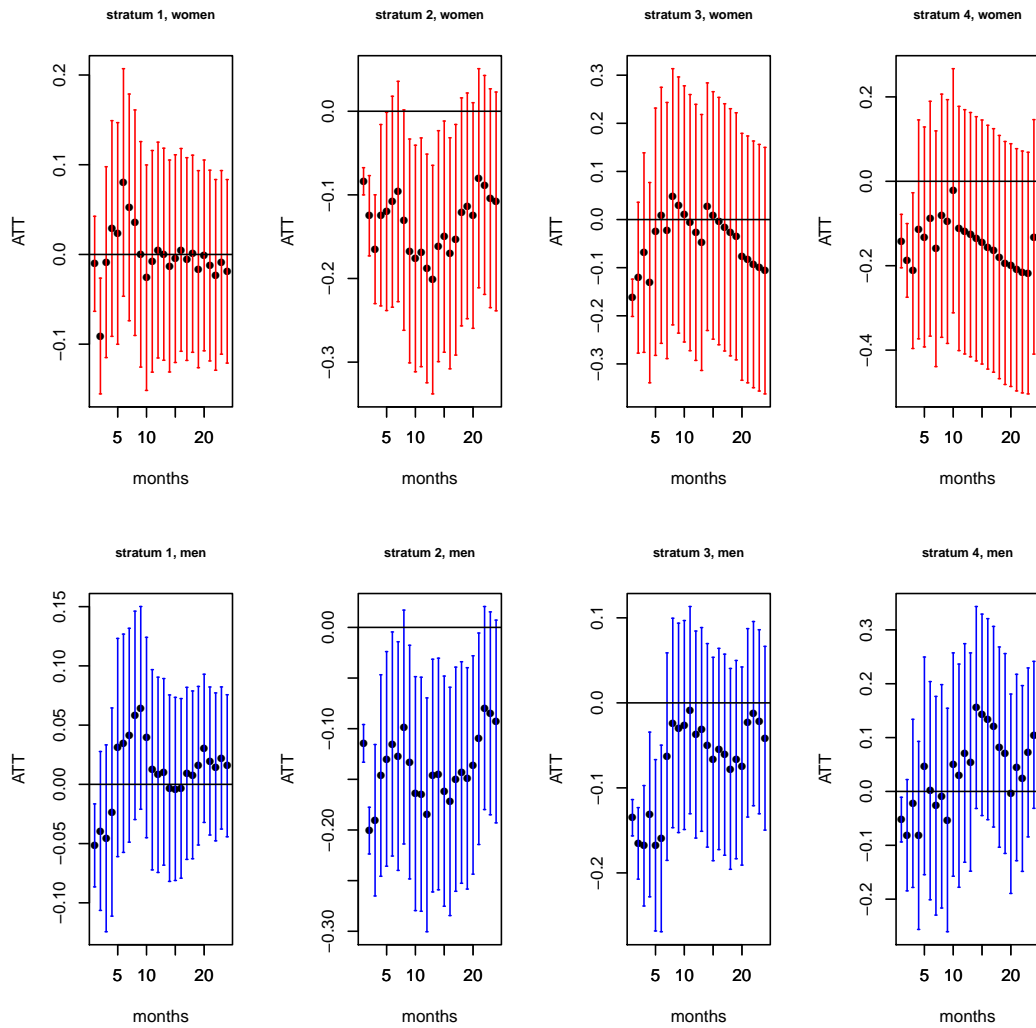 stratum 1, women
stratum 2, women
stratum 3, women
stratum 4, women
ATT
0.2
0.1
0.0
−0.1
5
10
20
months
ATT
0.0
−0.1
−0.2
−0.3
5
10
20
months
ATT
0.3
0.2
0.1
0.0
−0.1
−0.2
−0.3
5
10
20
months
ATT
0.2
0.0
−0.2
−0.4
5
10
20
months
stratum 1, men
stratum 2, men
stratum 3, men
stratum 4, men
ATT
0.15
0.10
0.05
0.00
−0.05
−0.10
5
10
20
months
ATT
0.00
−0.10
−0.20
−0.30
5
10
20
months
ATT
0.1
0.0
−0.1
−0.2
5
10
20
months
ATT
0.3
0.2
0.1
0.0
−0.1
−0.2
5
10
20
months